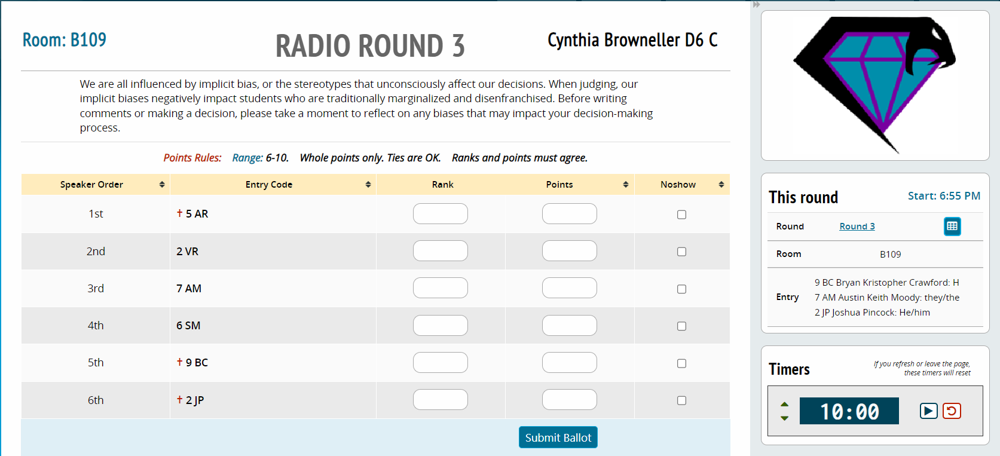 Room: B109
RADIO ROUND 3
Cynthia Browneller D6 C
We are all influenced by implicit bias, or the stereotypes that unconsciously affect our decisions. When judging, our
implicit biases negatively impact students who are traditionally marginalized and disenfranchised. Before writing
comments or making a decision, please take a moment to reflect on any biases that may impact your decision-making
process.
Points Rules: Range: 6-10. Whole points only. Ties are OK. Ranks and points must agree.
Speaker Order Entry Code Rank Points Noshow
1st † 5 AR
2nd 2 VR
3rd 7 AM
4th 6 SM
5th † 9 BC
6th † 2 JP
Submit Ballot
This round Start: 6:55 PM
Round Round 3
Room B109
Entry
9 BC Bryan Kristopher Crawford: H
7 AM Austin Keith Moody: they/the
2 JP Joshua Pincock: He/him
Timers
If you refresh or leave the page,
these timers will reset
10:00